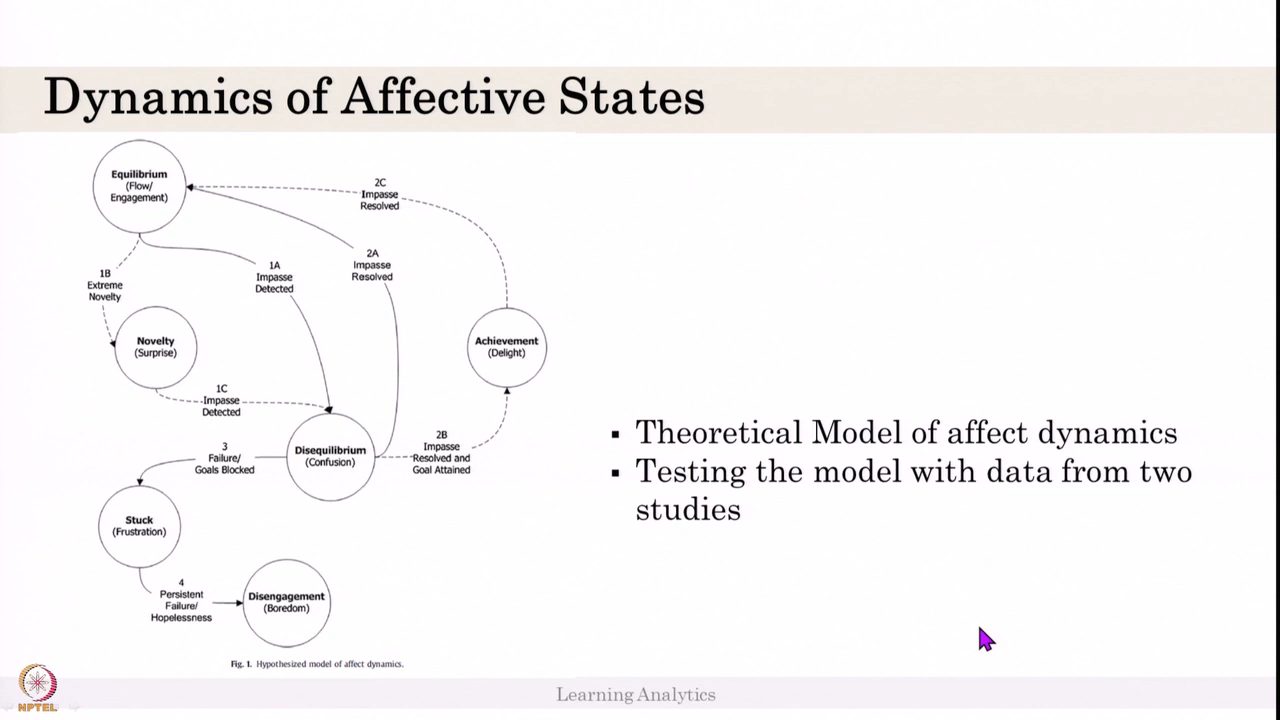 Dynamics of Affective States
Equilibrium
(Flow/
Engagement)
2C
Impasse
Resolved
1B
Extreme
Novelty
1A
Impasse
Detected
2A
Impasse
Resolved
Novelty
(Surprise)
Achievement
(Delight)
1C
Impasse
Detected
3
Failure/
Goals Blocked
Disequilibrium
(Confusion)
2B
Impasse
Resolved and
Goal Attained
Stuck
(Frustration)
4
Persistent
Failure/
Hopelessness
Disengagement
(Boredom)
Fig. 1. Hypothesized model of affect dynamics.
▪ Theoretical Model of affect dynamics
▪ Testing the model with data from two
studies
NPTEL
Learning Analytics